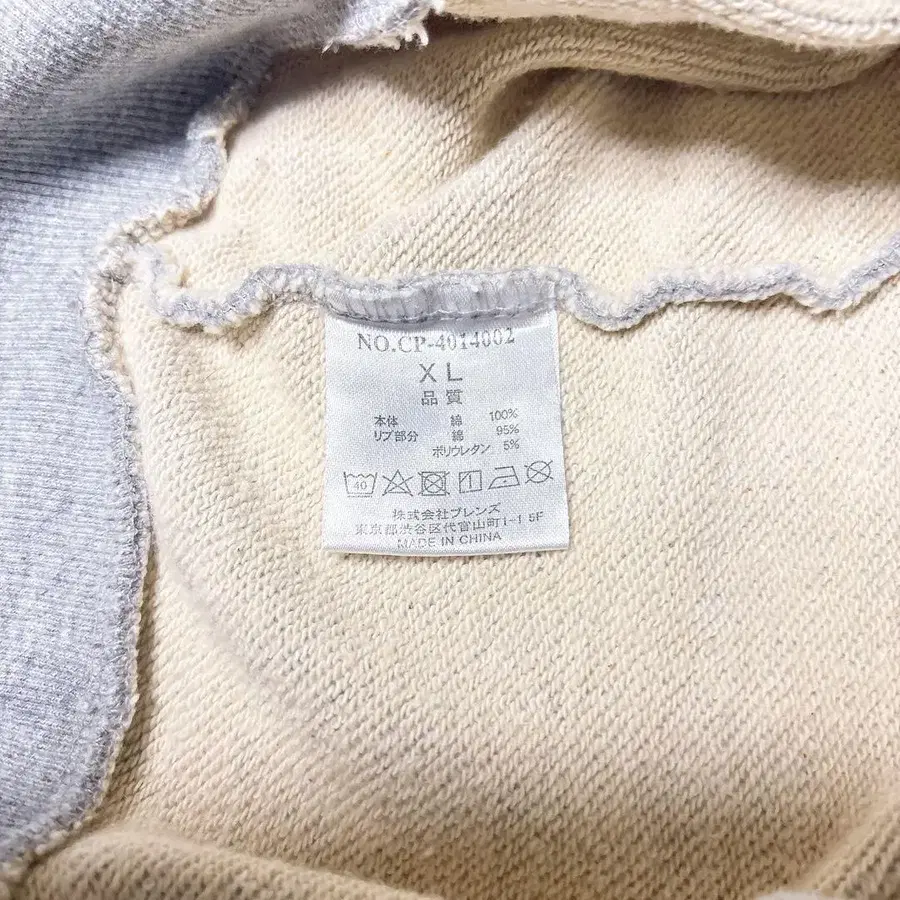 NO.CP-4014002
XL
品質
本体 綿 100%
リブ部分 綿 95%
ポリウレタン 5%
40
株式会社ブレンズ
東京都渋谷区代官山町1-1 5F
MADE IN CHINA